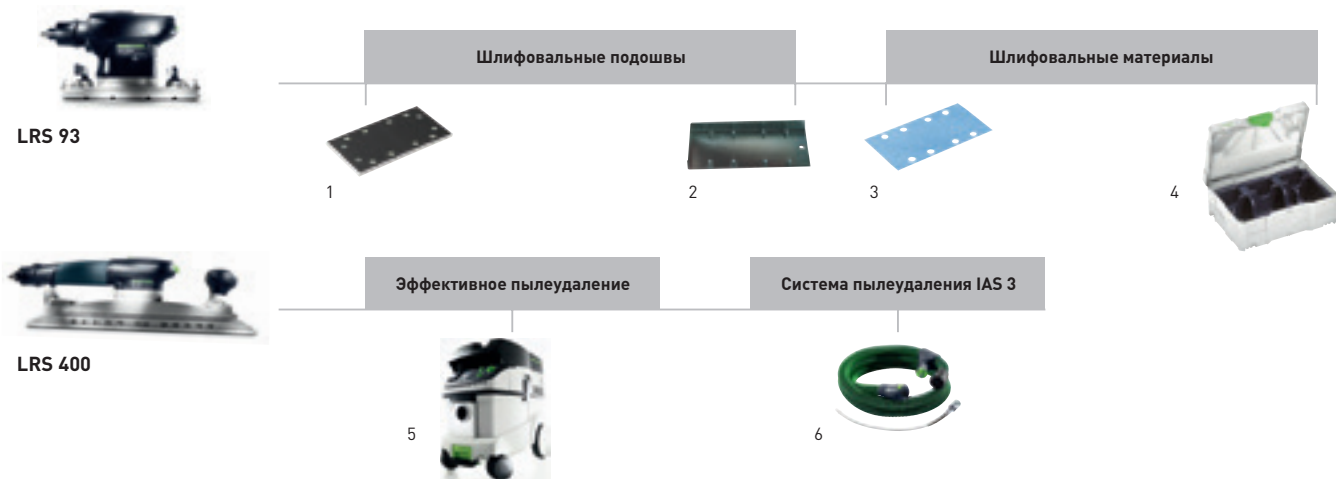 Шлифовальные подошвы
Шлифовальные материалы
LRS 93
1
2
3
4
Эффективное пылеудаление
Система пылеудаления IAS 3
LRS 400
5
6